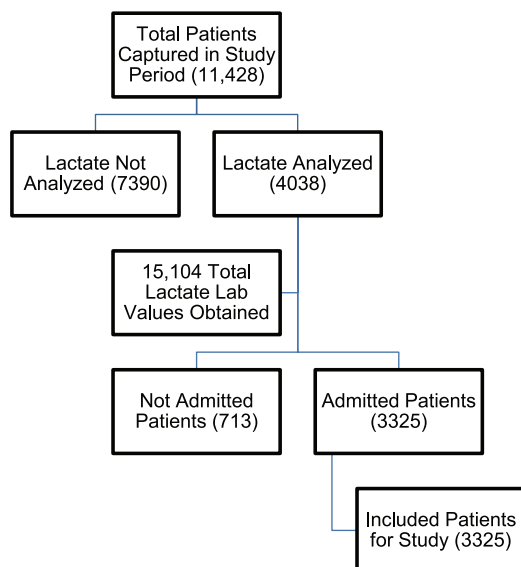 Total Patients
Captured in Study
Period (11,428)
Lactate Not
Analyzed (7390)
Lactate Analyzed
(4038)
15,104 Total
Lactate Lab
Values Obtained
Not Admitted
Patients (713)
Admitted Patients
(3325)
Included Patients
for Study (3325)